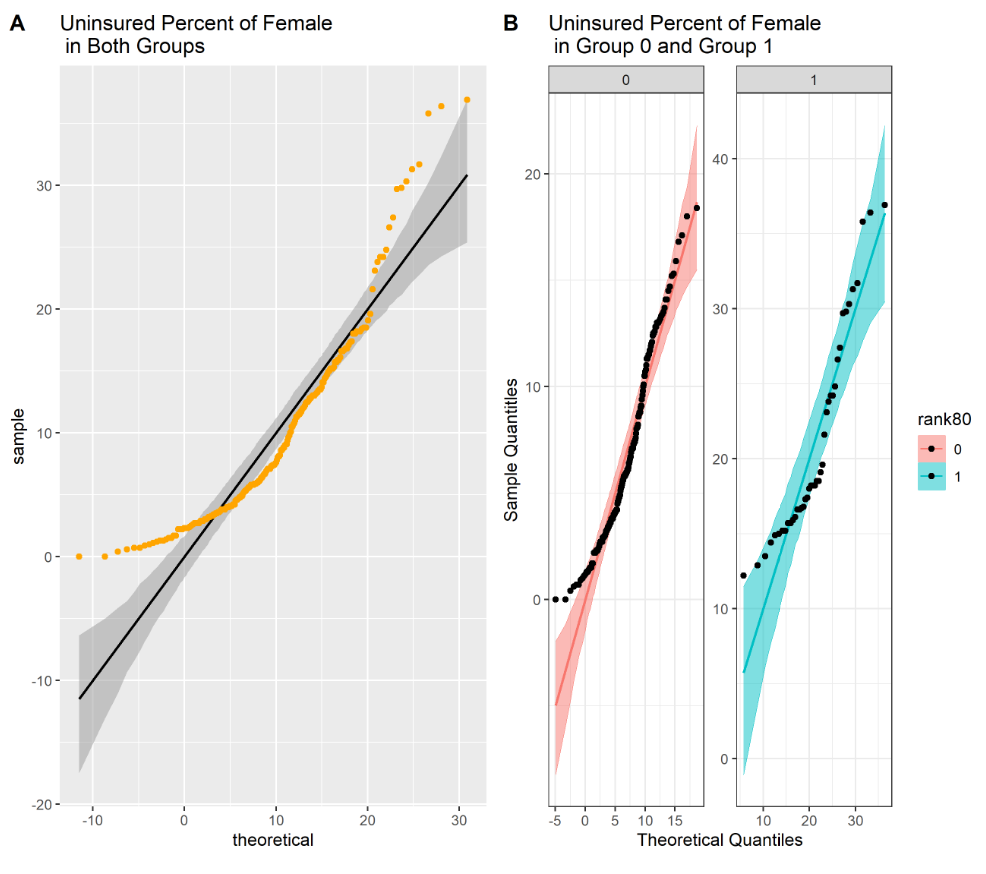 A
Uninsured Percent of Female
in Both Groups
sample
30
20
10
0
-10
-20
-10
0
10
20
30
theoretical
B
Uninsured Percent of Female
in Group 0 and Group 1
0
1
Sample Quantitles
20
10
0
40
30
20
10
0
-5
0
5
10
15
10
20
30
Theoretical Quantiles
rank80
0
1